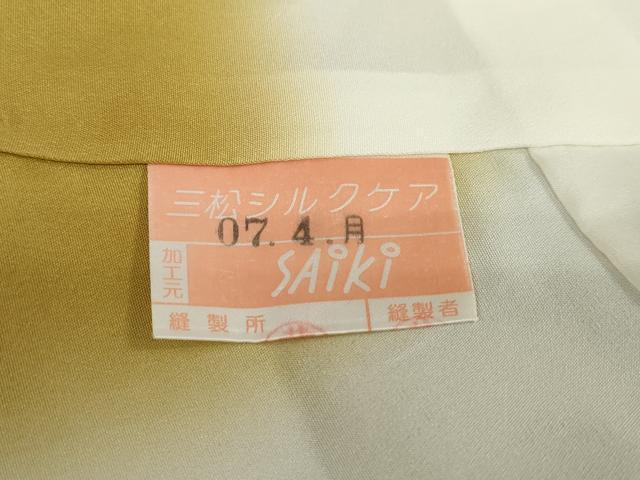 三松シルクケア
07.4.月
加工元
SAiKi
縫製所
縫製者